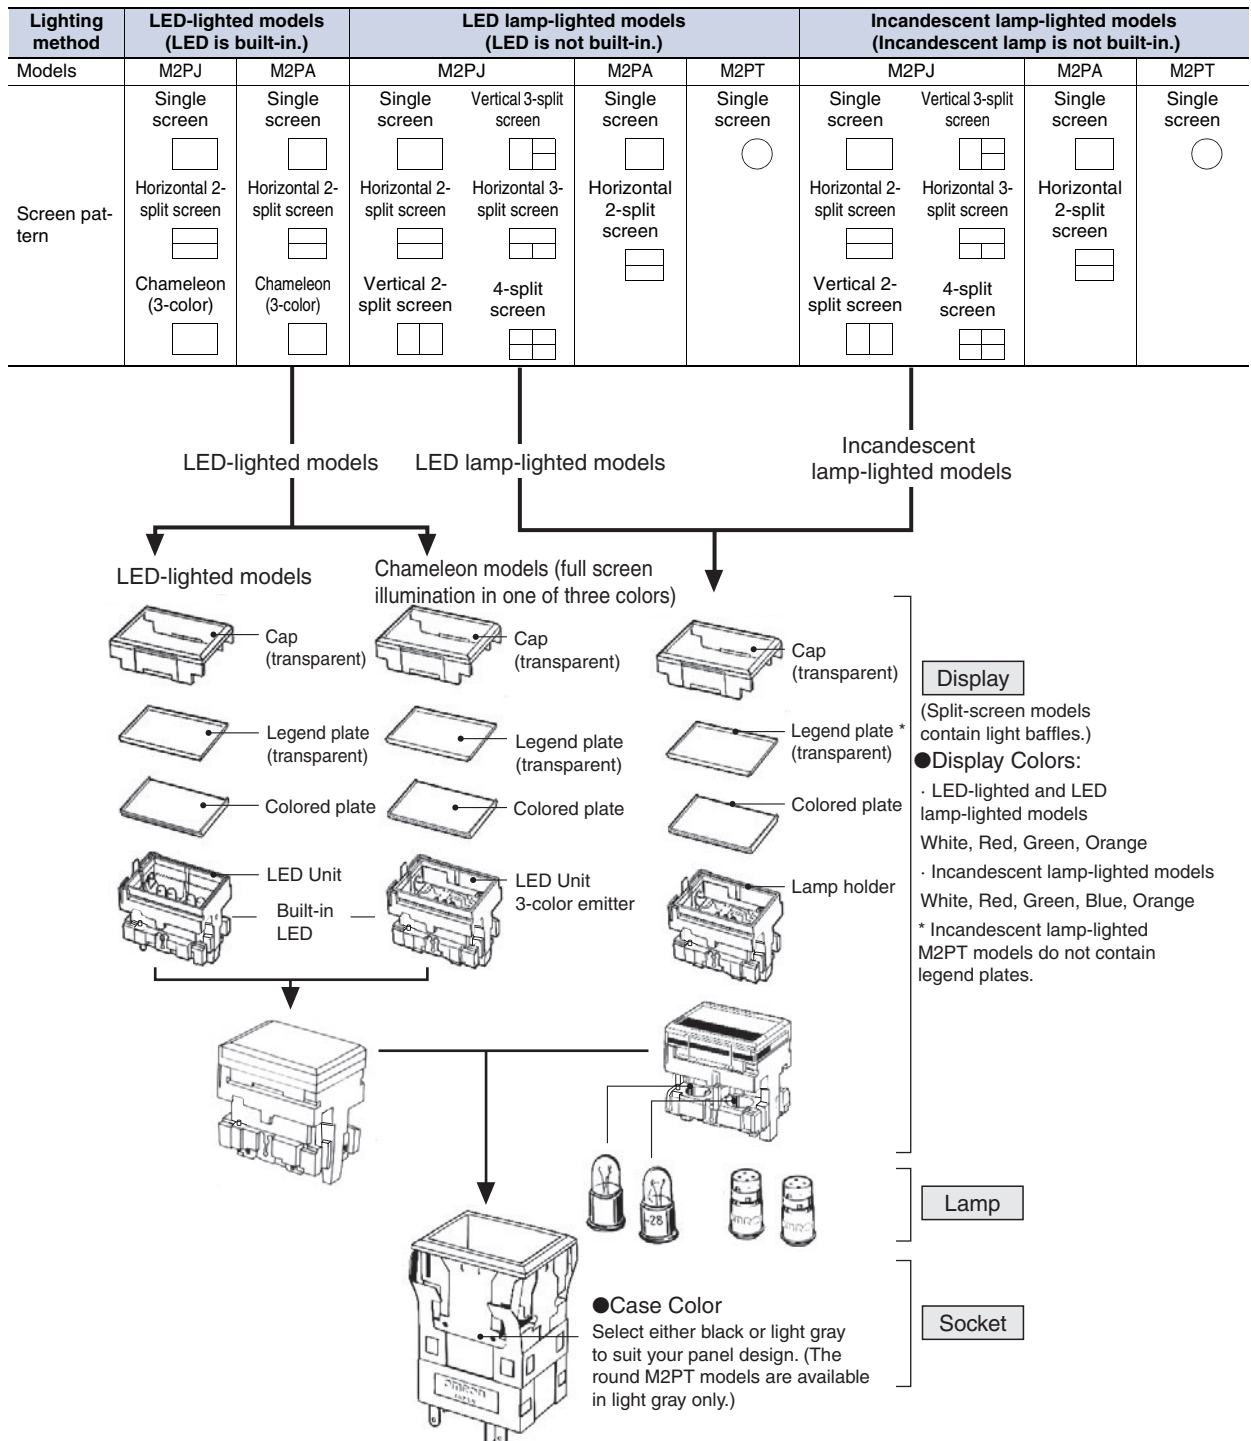 Lighting method
LED-lighted models
(LED is built-in.)
LED lamp-lighted models
(LED is not built-in.)
Incandescent lamp-lighted models
(Incandescent lamp is not built-in.)
Models
M2PJ
M2PA
M2PJ
M2PA
M2PT
M2PJ
M2PA
M2PT
Screen pat-
tern
Single
screen
Horizontal 2-
split screen
Chameleon
(3-color)
Single
screen
Horizontal 2-
split screen
Chameleon
(3-color)
Single
screen
Horizontal 2-
split screen
Vertical 2-
split screen
Vertical 3-split
screen
Horizontal 3-
split screen
4-split
screen
Single
screen
Horizontal
2-split
screen
Single
screen
Single
screen
Horizontal 2-
split screen
Vertical 2-
split screen
Vertical 3-split
screen
Horizontal 3-
split screen
4-split
screen
Single
screen
Horizontal
2-split
screen
Single
screen
LED-lighted models
LED lamp-lighted models
Incandescent
lamp-lighted models
LED-lighted models
Chameleon models (full screen
illumination in one of three colors)
Cap
(transparent)
Legend plate
(transparent)
Colored plate
LED Unit
Built-in
LED
Cap
(transparent)
Legend plate
(transparent)
Colored plate
LED Unit
3-color emitter
Cap
(transparent)
Legend plate *
(transparent)
Colored plate
Lamp holder
Display
(Split-screen models
contain light baffles.)
●Display Colors:
· LED-lighted and LED
lamp-lighted models
White, Red, Green, Orange
· Incandescent lamp-lighted models
White, Red, Green, Blue, Orange
* Incandescent lamp-lighted
M2PT models do not contain
legend plates.
-28
Lamp
●Case Color
Select either black or light gray
to suit your panel design. (The
round M2PT models are available
in light gray only.)
Socket
omron